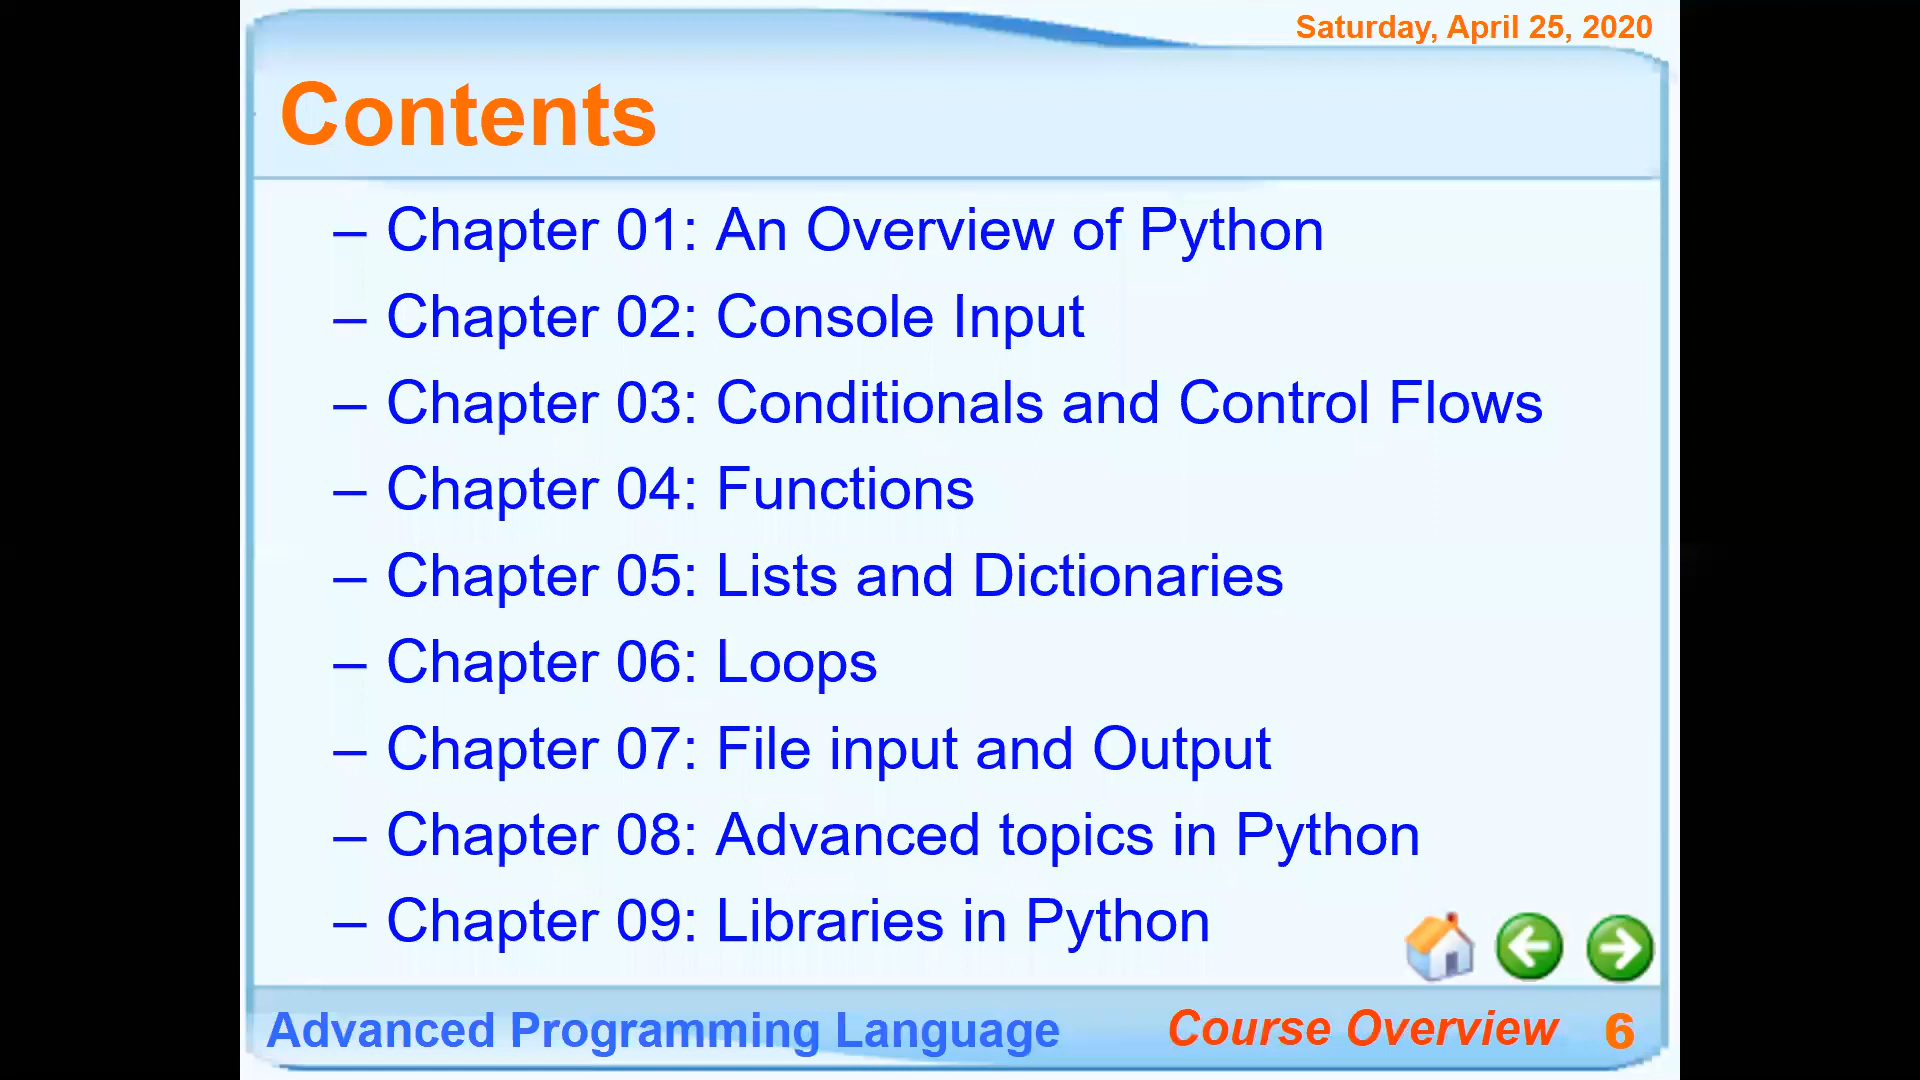 Saturday, April 25, 2020
Contents
– Chapter 01: An Overview of Python
– Chapter 02: Console Input
– Chapter 03: Conditionals and Control Flows
– Chapter 04: Functions
– Chapter 05: Lists and Dictionaries
– Chapter 06: Loops
– Chapter 07: File input and Output
– Chapter 08: Advanced topics in Python
– Chapter 09: Libraries in Python
Advanced Programming Language Course Overview 6